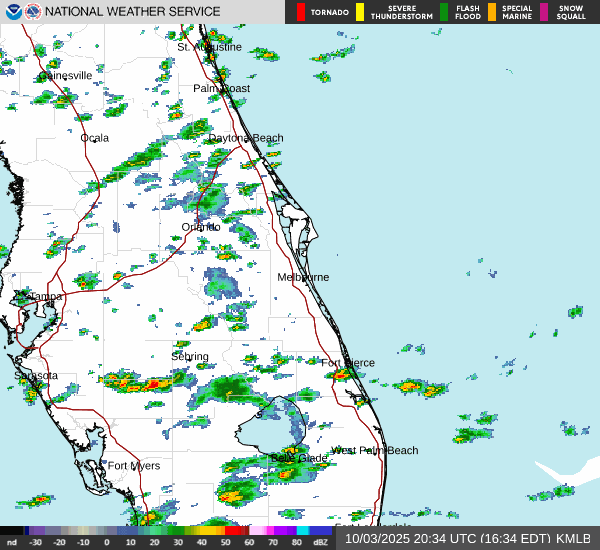 NATIONAL WEATHER SERVICE
TORNADO
SEVERE THUNDERSTORM
FLASH FLOOD
SPECIAL MARINE
SNOW SQUALL
St. Augustine
Gainesville
Palm Coast
Ocala
Daytona Beach
Orlando
Melbourne
Tampa
Sebring
Fort Pierce
Sarasota
West Palm Beach
Belle Glade
Fort Myers
Fort Lauderdale
nd -30 -20 -10 0 10 20 30 40 50 60 70 80 dBZ
10/03/2025 20:34 UTC (16:34 EDT) KMLB